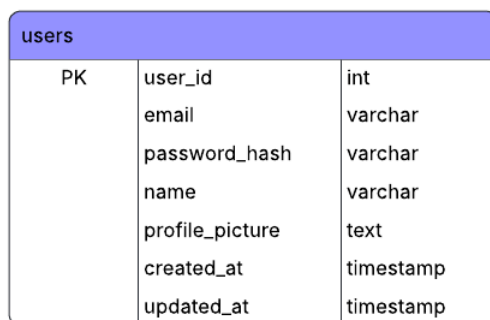 users
PK user_id int
email varchar
password_hash varchar
name varchar
profile_picture text
created_at timestamp
updated_at timestamp